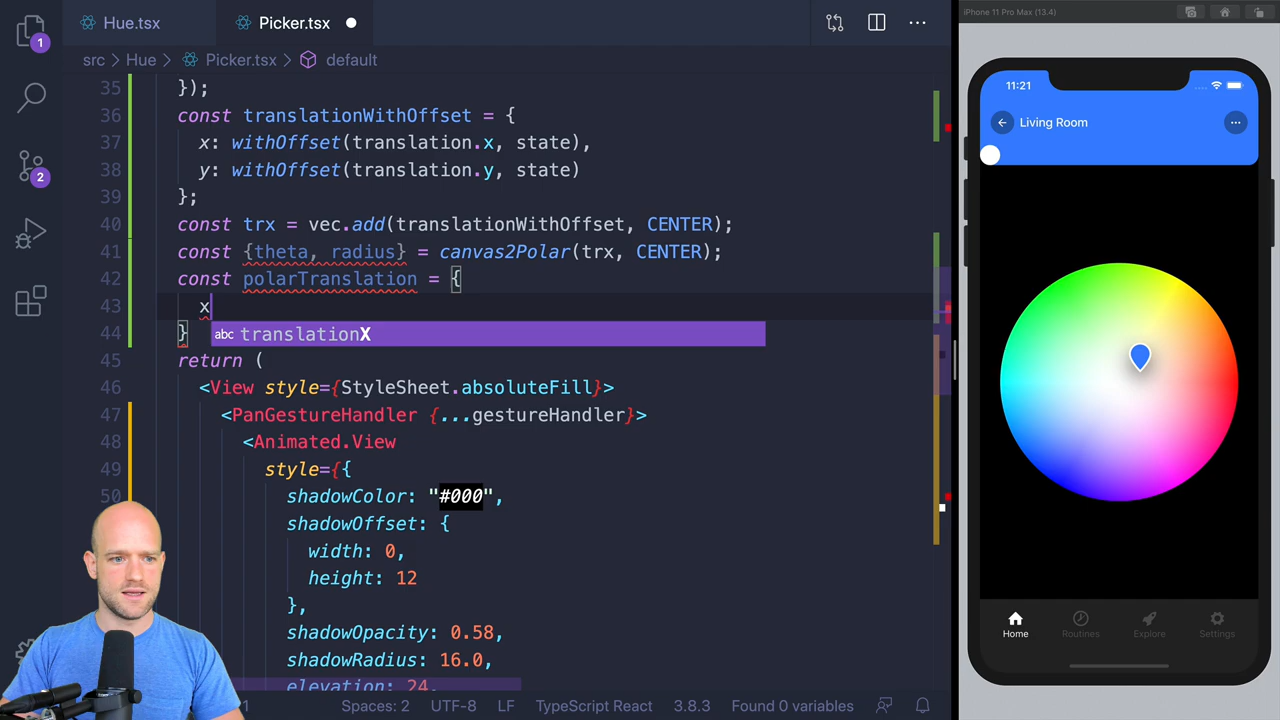 Hue.tsx
Picker.tsx
iPhone 11 Pro Max (13.4)
src › Hue › Picker.tsx › default
35 });
36 const translationWithOffset = {
37 x: withOffset(translation.x, state),
38 y: withOffset(translation.y, state)
39 };
40 const trx = vec.add(translationWithOffset, CENTER);
41 const {theta, radius} = canvas2Polar(trx, CENTER);
42 const polarTranslation = {
43 x
44 }
abc translationX
45 return (
46 <View style={StyleSheet.absoluteFill}>
47 <PanGestureHandler {...gestureHandler}>
48 <Animated.View
49 style={{
50 shadowColor: "#000",
shadowOffset: {
width: 0,
height: 12
},
shadowOpacity: 0.58,
shadowRadius: 16.0,
elevation: 24,
1
2
Spaces: 2
UTF-8
LF
TypeScript React
3.8.3
Found 0 variables
11:21
Living Room
Home
Routines
Explore
Settings